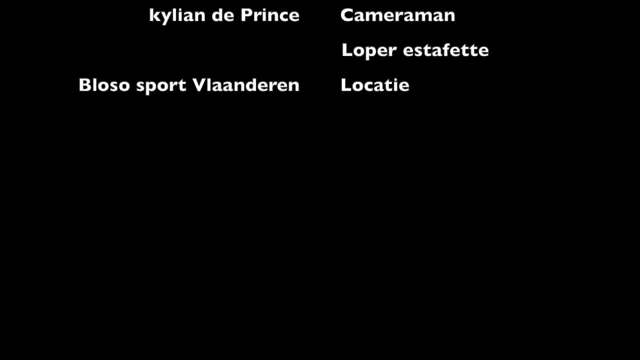 kylian de Prince Cameraman
Loper estafette
Bloso sport Vlaanderen Locatie